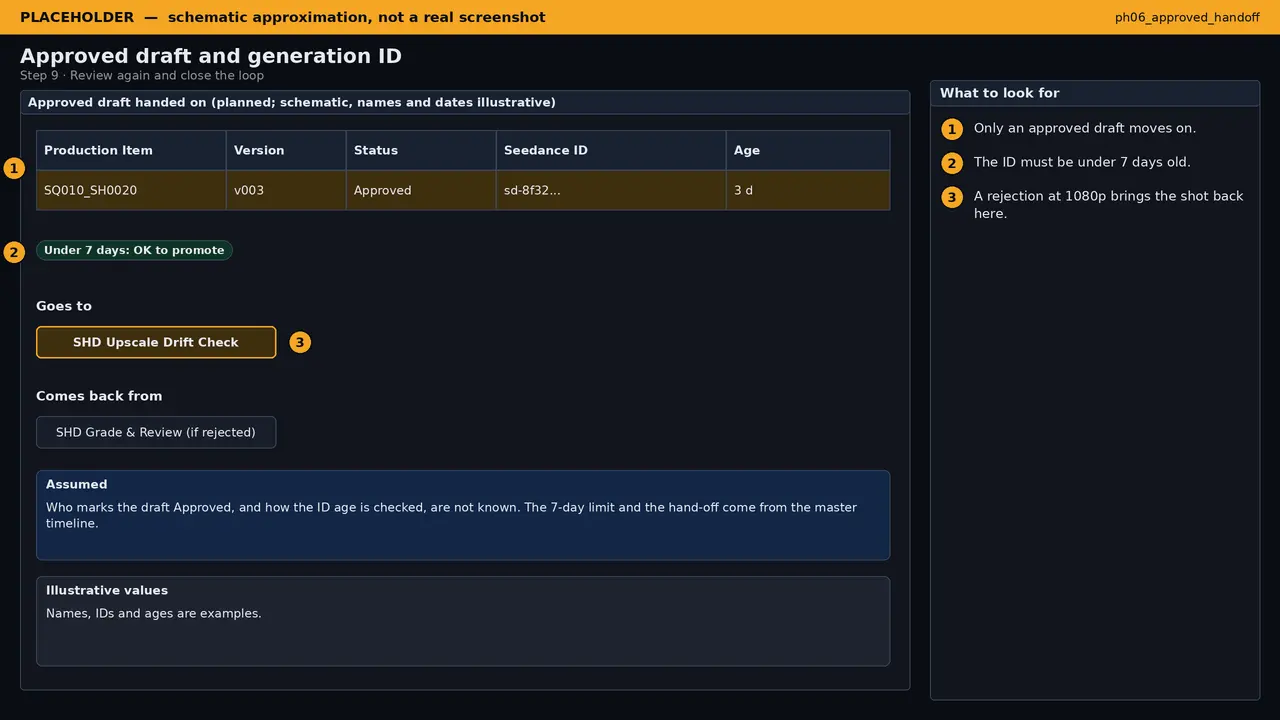 PLACEHOLDER — schematic approximation, not a real screenshot
ph06_approved_handoff
Approved draft and generation ID
Step 9 · Review again and close the loop
Approved draft handed on (planned; schematic, names and dates illustrative)
Production Item Version Status Seedance ID Age
1
SQ010_SH0020 v003 Approved sd-8f32... 3 d
2 Under 7 days: OK to promote
Goes to
SHD Upscale Drift Check 3
Comes back from
SHD Grade & Review (if rejected)
Assumed
Who marks the draft Approved, and how the ID age is checked, are not known. The 7-day limit and the hand-off come from the master
timeline.
Illustrative values
Names, IDs and ages are examples.
What to look for
1 Only an approved draft moves on.
2 The ID must be under 7 days old.
3 A rejection at 1080p brings the shot back
here.